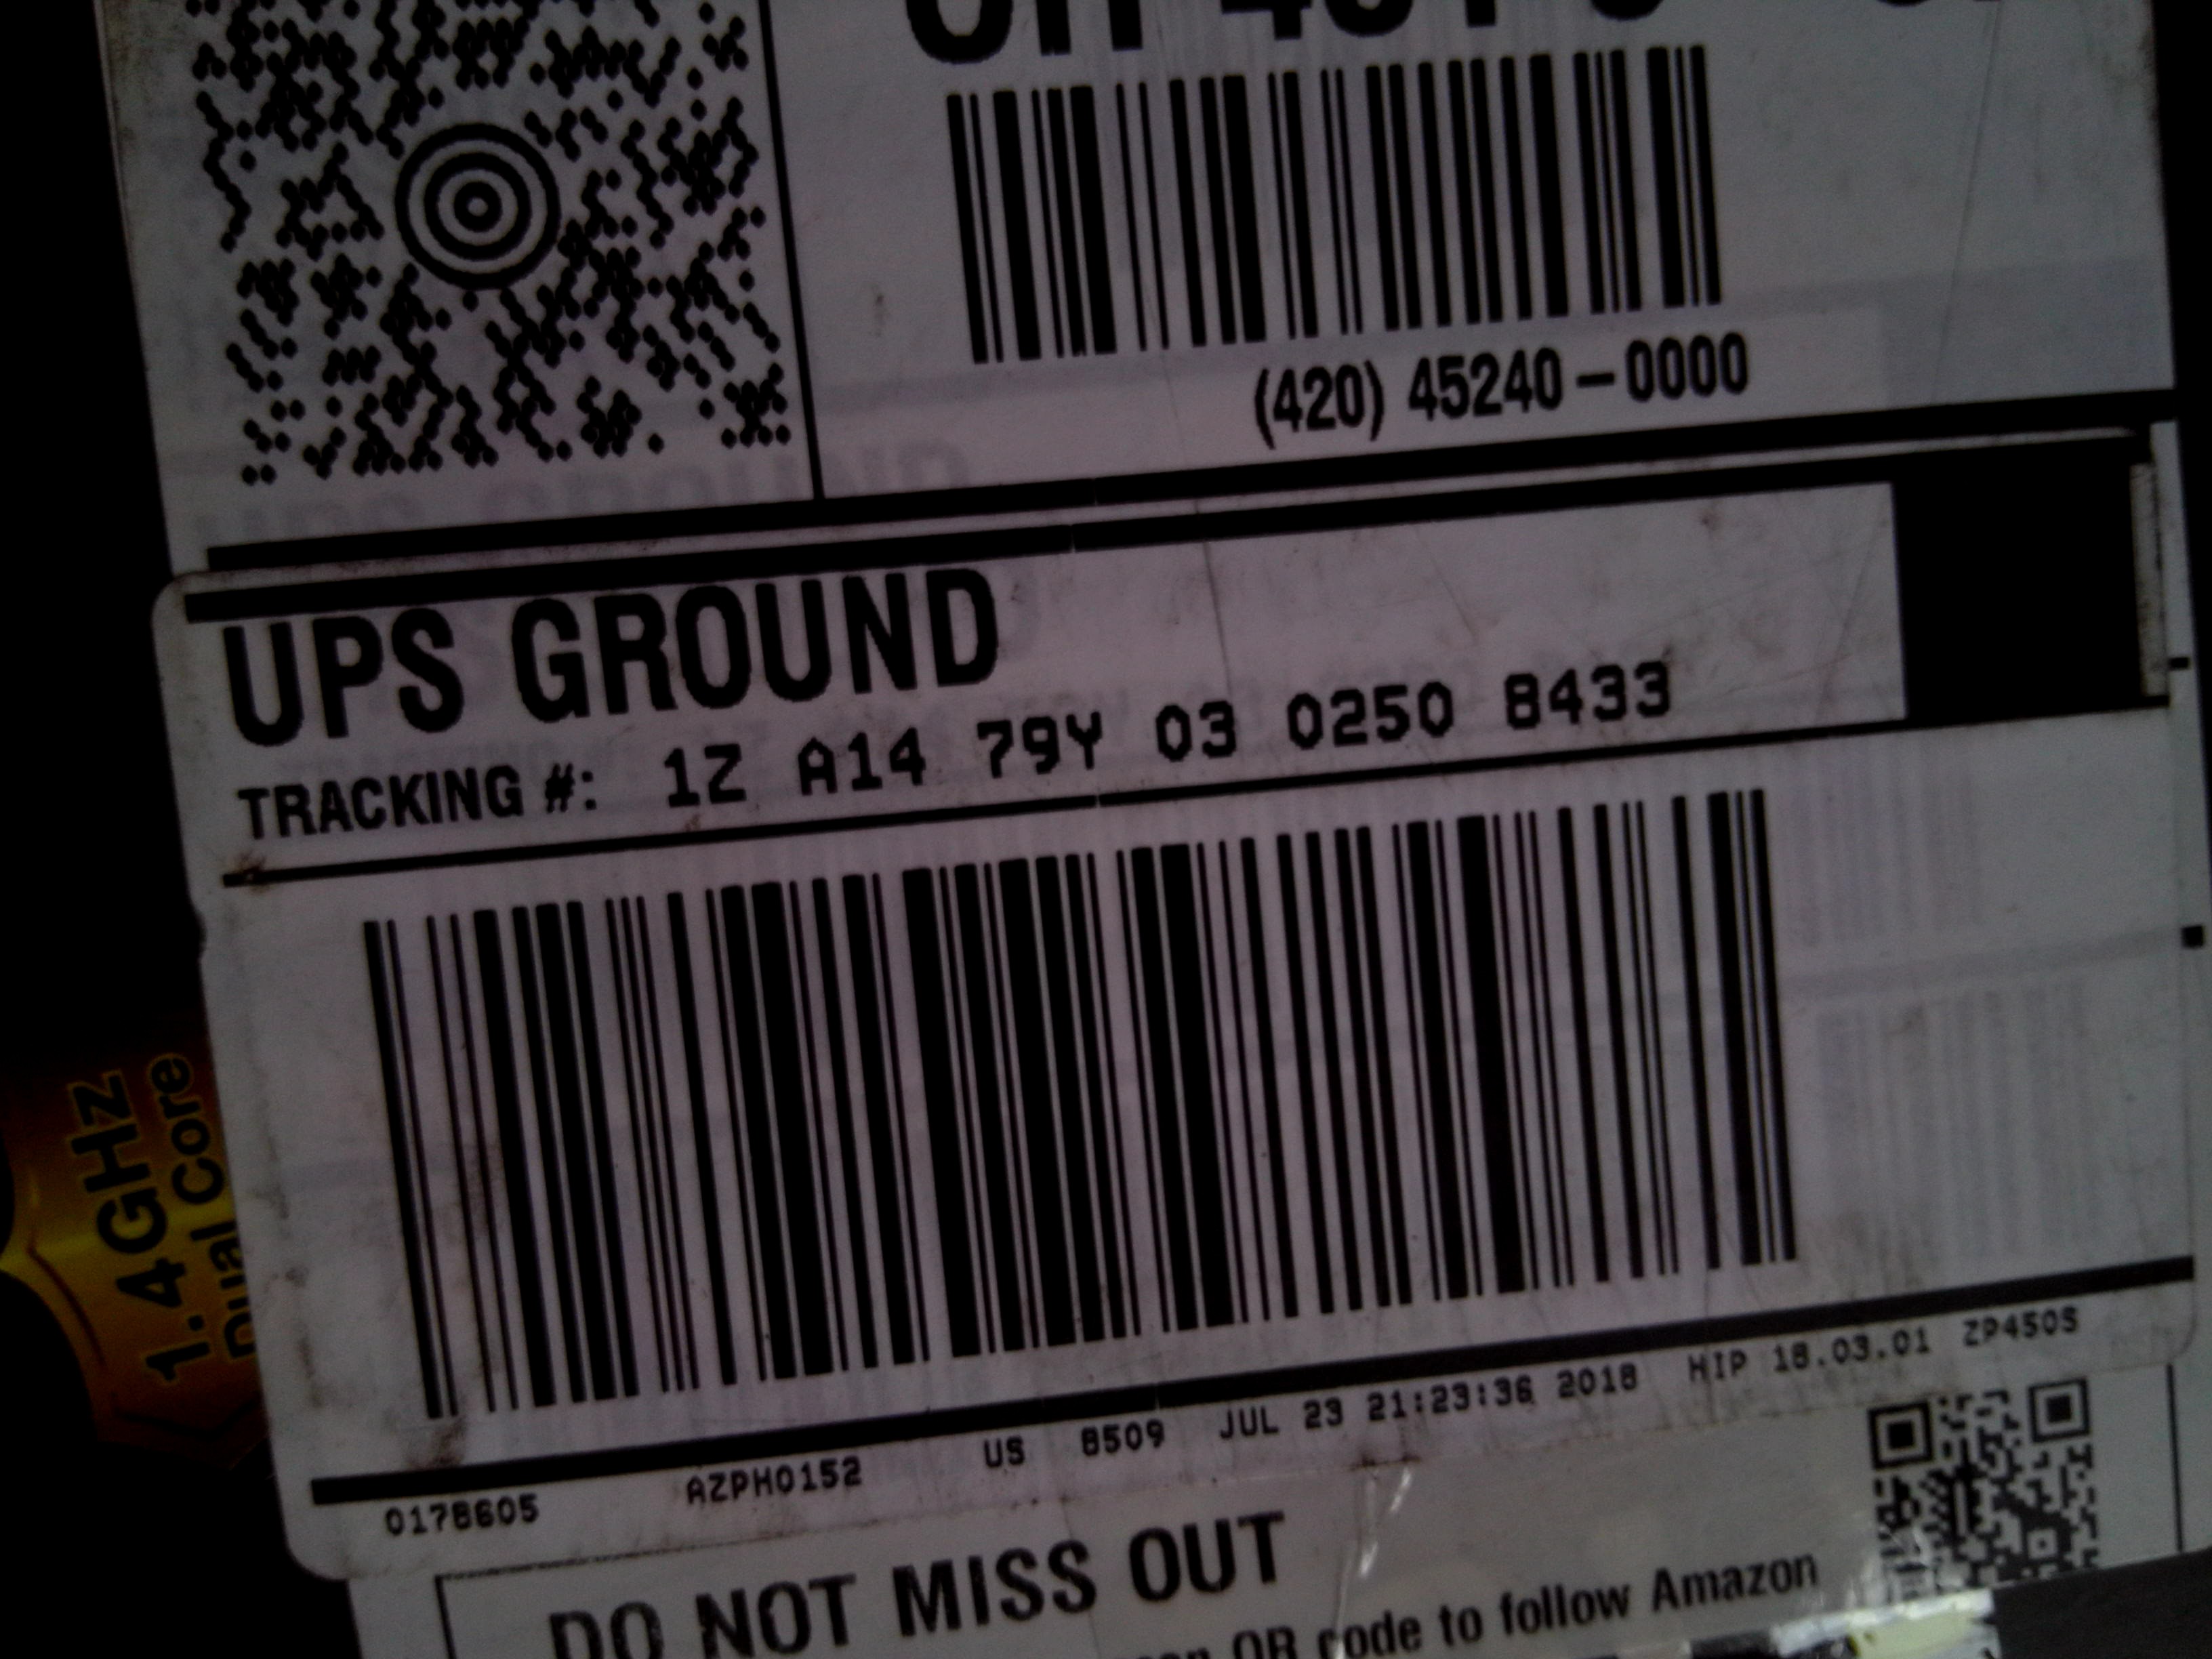 (420) 45240-0000
UPS GROUND
TRACKING #: 1Z A14 79Y 03 0250 8433
1.4GHz
Dual Core
0178605 AZPH0152 US 8509 JUL 23 21:23:36 2018 HIP 18.03.01 ZP450S
DO NOT MISS OUT
QR code to follow Amazon